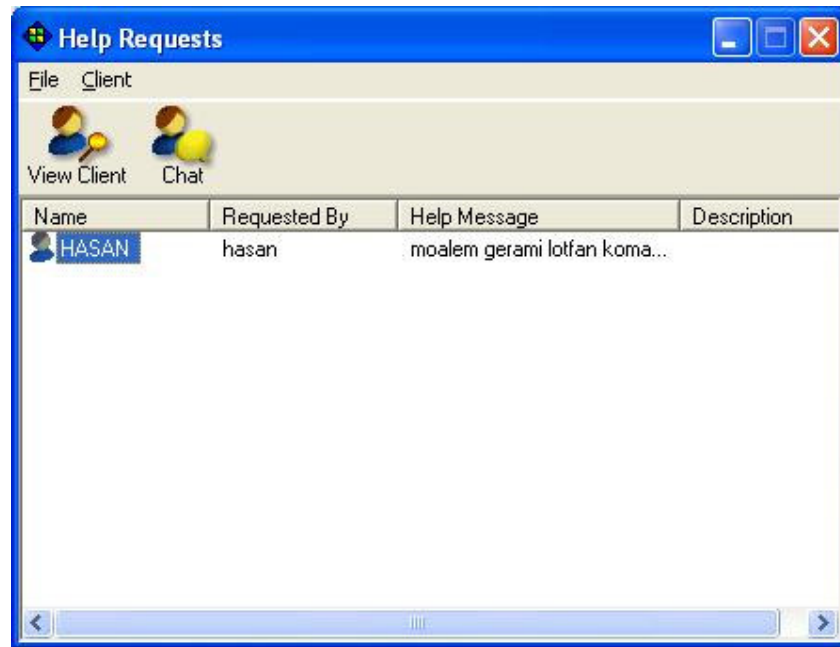 Help Requests
File Client
View Client Chat
Name Requested By Help Message Description
HASAN hasan moalem gerami lotfan koma...